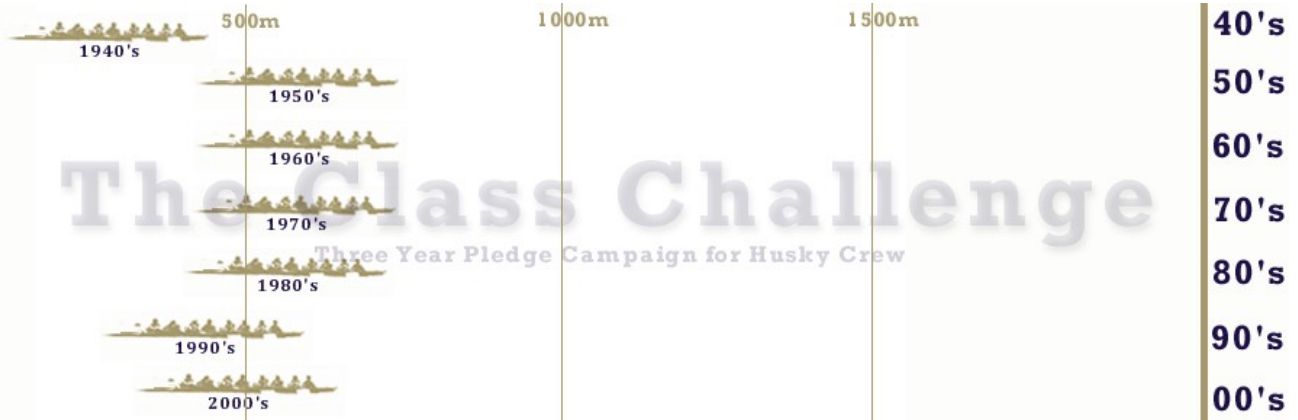 500m 1000m 1500m 40's
1940's
50's
1950's
60's
1960's
The Class Challenge
70's
1970's
Three Year Pledge Campaign for Husky Crew
80's
1980's
90's
1990's
00's
2000's